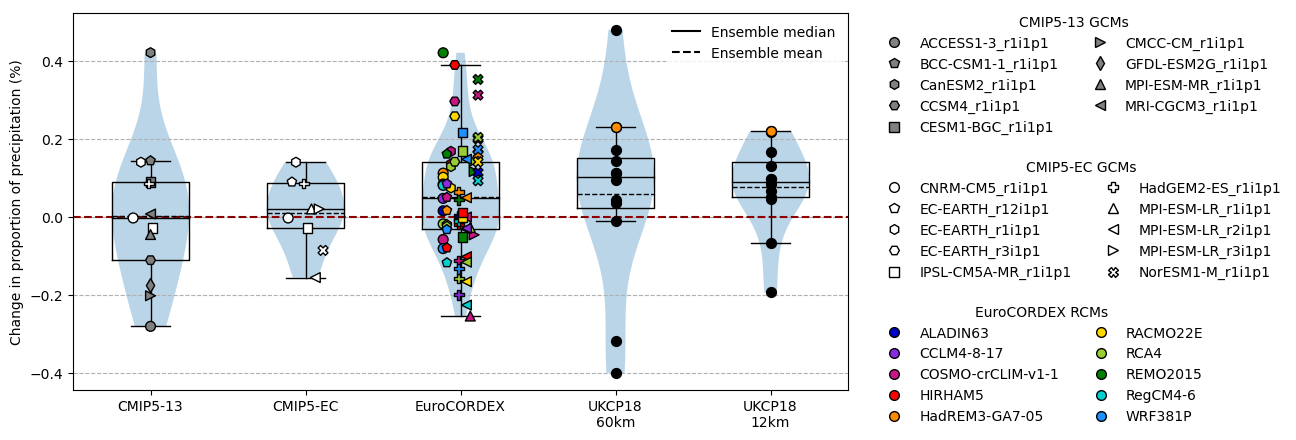 Change in proportion of precipitation (%)
0.4
0.2
0.0
−0.2
−0.4
Ensemble median
Ensemble mean
CMIP5-13
CMIP5-EC
EuroCORDEX
UKCP18
60km
UKCP18
12km
CMIP5-13 GCMs
ACCESS1-3_r1i1p1
BCC-CSM1-1_r1i1p1
CanESM2_r1i1p1
CCSM4_r1i1p1
CESM1-BGC_r1i1p1
CMCC-CM_r1i1p1
GFDL-ESM2G_r1i1p1
MPI-ESM-MR_r1i1p1
MRI-CGCM3_r1i1p1
CMIP5-EC GCMs
CNRM-CM5_r1i1p1
EC-EARTH_r12i1p1
EC-EARTH_r1i1p1
EC-EARTH_r3i1p1
IPSL-CM5A-MR_r1i1p1
HadGEM2-ES_r1i1p1
MPI-ESM-LR_r1i1p1
MPI-ESM-LR_r2i1p1
MPI-ESM-LR_r3i1p1
NorESM1-M_r1i1p1
EuroCORDEX RCMs
ALADIN63
CCLM4-8-17
COSMO-crCLIM-v1-1
HIRHAM5
HadREM3-GA7-05
RACMO22E
RCA4
REMO2015
RegCM4-6
WRF381P